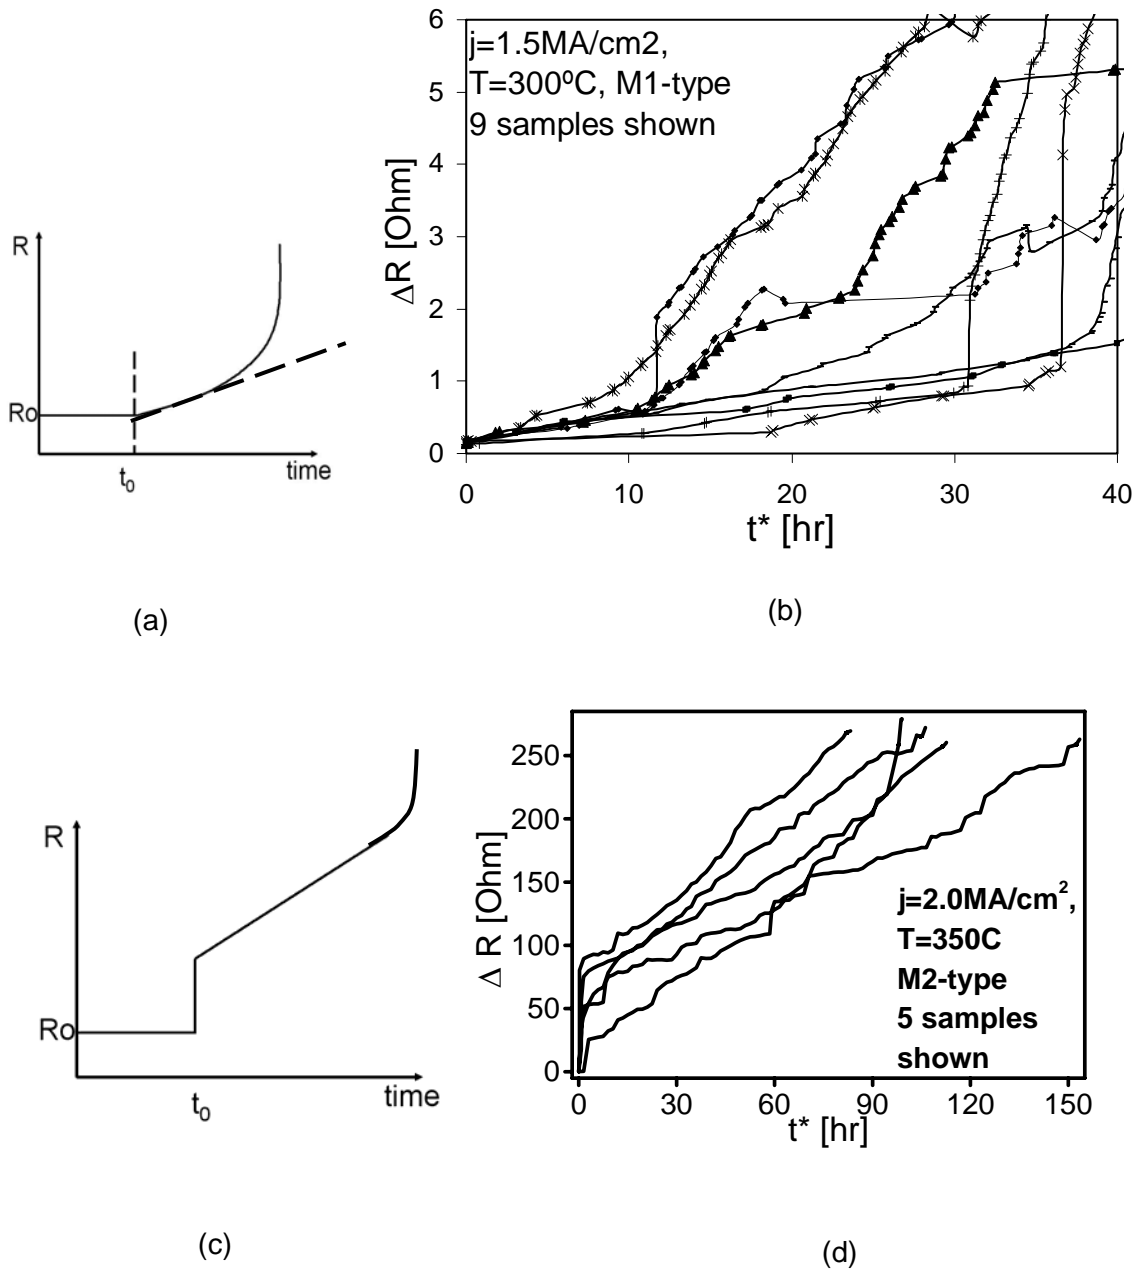 R
Ro
t₀
time
(a)
6
5
4
3
2
1
0
ΔR [Ohm]
j=1.5MA/cm2,
T=300ºC, M1-type
9 samples shown
0 10 20 30 40
t* [hr]
(b)
R
Ro
t₀
time
(c)
250
200
150
100
50
0
Δ R [Ohm]
j=2.0MA/cm²,
T=350C
M2-type
5 samples
shown
0 30 60 90 120 150
t* [hr]
(d)